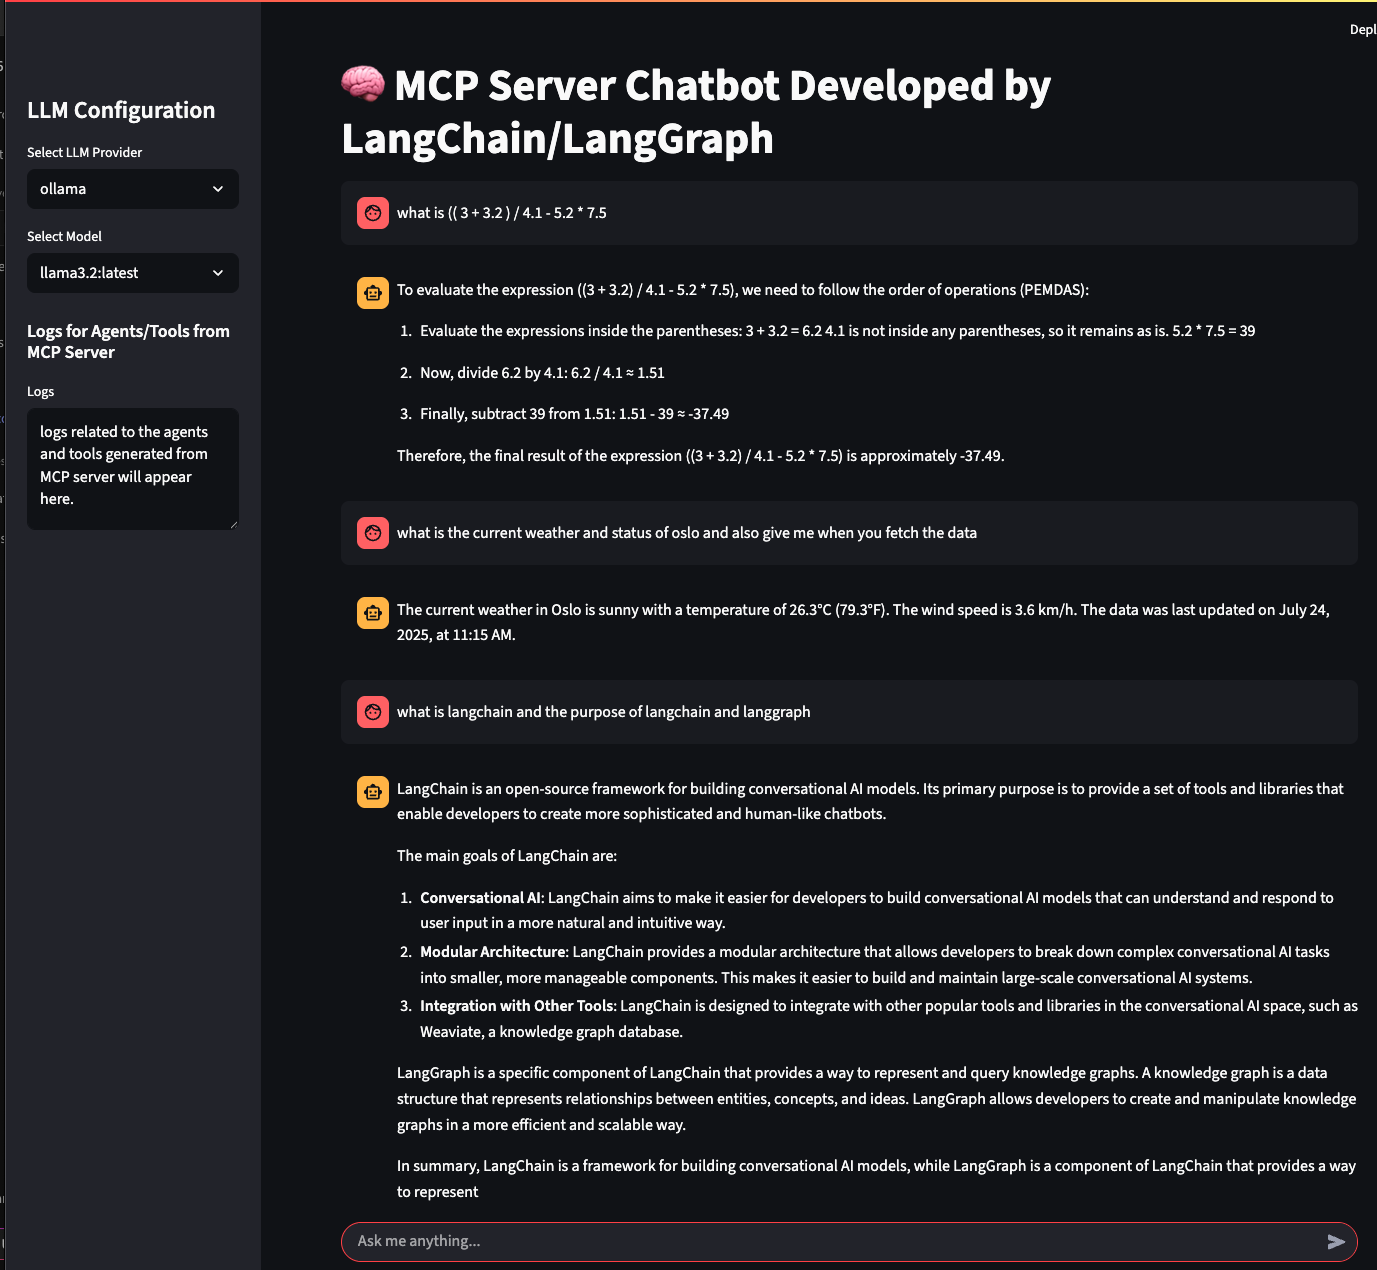 Depl
LLM Configuration
Select LLM Provider
ollama
Select Model
llama3.2:latest
Logs for Agents/Tools from
MCP Server
Logs
logs related to the agents
and tools generated from
MCP server will appear
here.
MCP Server Chatbot Developed by
LangChain/LangGraph
what is (( 3 + 3.2 ) / 4.1 - 5.2 * 7.5
To evaluate the expression ((3 + 3.2) / 4.1 - 5.2 * 7.5), we need to follow the order of operations (PEMDAS):
1. Evaluate the expressions inside the parentheses: 3 + 3.2 = 6.2 4.1 is not inside any parentheses, so it remains as is. 5.2 * 7.5 = 39
2. Now, divide 6.2 by 4.1: 6.2 / 4.1 ≈ 1.51
3. Finally, subtract 39 from 1.51: 1.51 - 39 ≈ -37.49
Therefore, the final result of the expression ((3 + 3.2) / 4.1 - 5.2 * 7.5) is approximately -37.49.
what is the current weather and status of oslo and also give me when you fetch the data
The current weather in Oslo is sunny with a temperature of 26.3°C (79.3°F). The wind speed is 3.6 km/h. The data was last updated on July 24,
2025, at 11:15 AM.
what is langchain and the purpose of langchain and langgraph
LangChain is an open-source framework for building conversational AI models. Its primary purpose is to provide a set of tools and libraries that
enable developers to create more sophisticated and human-like chatbots.
The main goals of LangChain are:
1. Conversational AI: LangChain aims to make it easier for developers to build conversational AI models that can understand and respond to
user input in a more natural and intuitive way.
2. Modular Architecture: LangChain provides a modular architecture that allows developers to break down complex conversational AI tasks
into smaller, more manageable components. This makes it easier to build and maintain large-scale conversational AI systems.
3. Integration with Other Tools: LangChain is designed to integrate with other popular tools and libraries in the conversational AI space, such as
Weaviate, a knowledge graph database.
LangGraph is a specific component of LangChain that provides a way to represent and query knowledge graphs. A knowledge graph is a data
structure that represents relationships between entities, concepts, and ideas. LangGraph allows developers to create and manipulate knowledge
graphs in a more efficient and scalable way.
In summary, LangChain is a framework for building conversational AI models, while LangGraph is a component of LangChain that provides a way
to represent
Ask me anything...